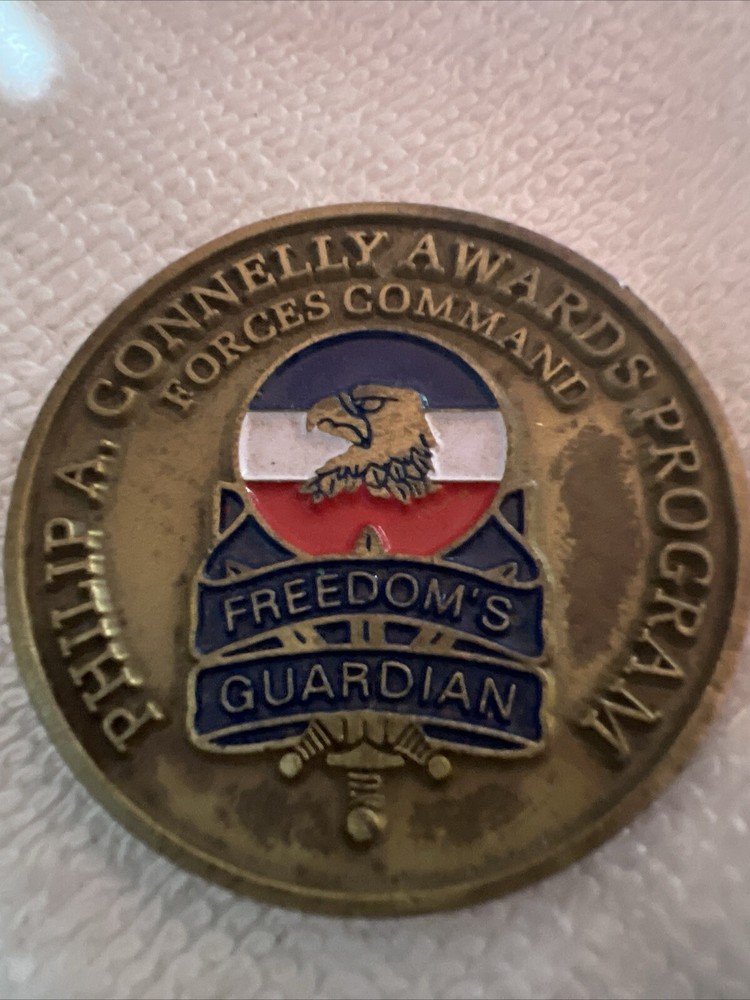 PHILIP A. CONNELLY AWARDS PROGRAM
FORCES COMMAND
FREEDOM'S
GUARDIAN